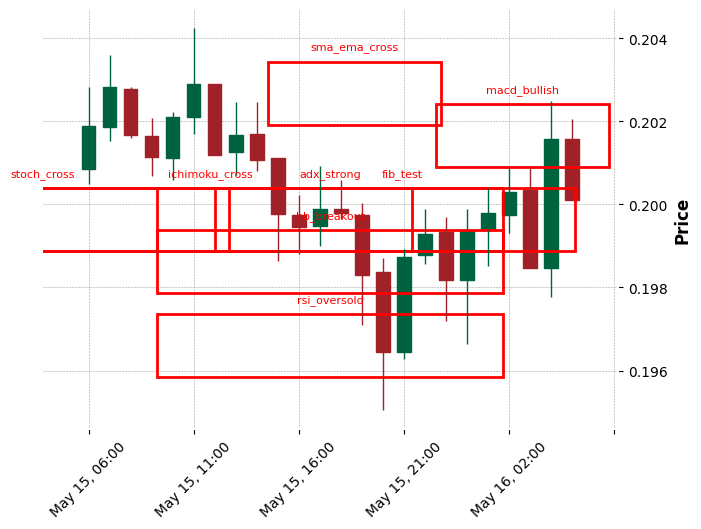 sma_ema_cross
macd_bullish
stoch_cross
ichimoku_cross
adx_strong
fib_test
bb_breakout
rsi_oversold
0.204
0.202
0.200
0.198
0.196
Price
May 15, 06:00
May 15, 11:00
May 15, 16:00
May 15, 21:00
May 16, 02:00